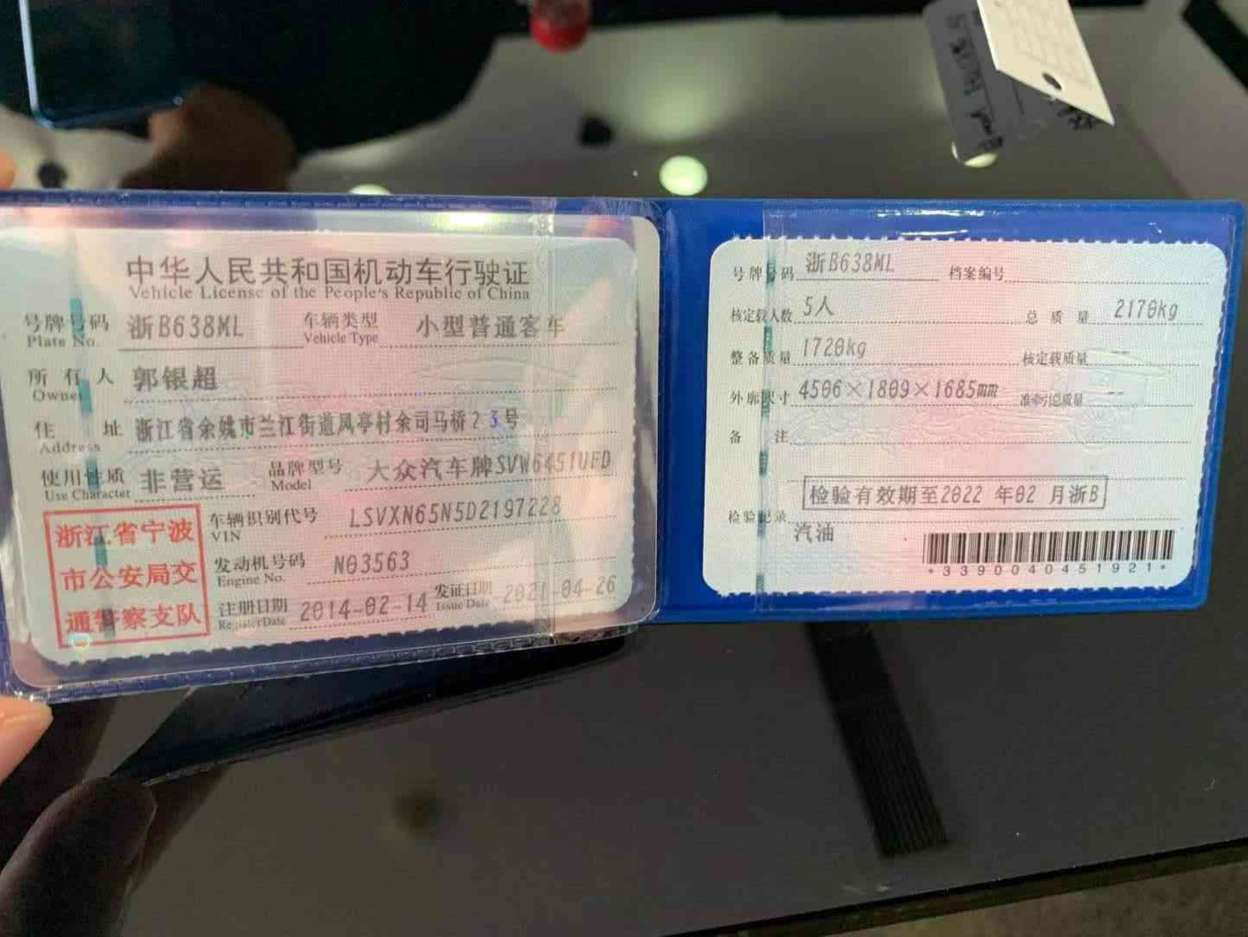 中华人民共和国机动车行驶证
Vehicle License of the People's Republic of China
号牌号码 浙B638ML 车辆类型 小型普通客车
Plate No. Vehicle Type
所有人 郭银超
Owner
住址 浙江省余姚市兰江街道凤亭村余司马桥23号
Address
使用性质 非营运 品牌型号 大众汽车牌SVW6451UFD
Use Character Model
浙江省宁波
市公安局交
通警察支队
车辆识别代号 LSVXN65N5D2197228
VIN
发动机号码 N03563
Engine No.
注册日期 2014-02-14 发证日期 2021-04-26
Register Date Issue Date
号牌号码 浙B638ML 档案编号
核定载人数 5人 总质量 2170kg
整备质量 1720kg 核定载质量 --
外廓尺寸 4506×1809×1685mm 准牵引总质量 --
备注
检验有效期至2022 年02 月浙B
检验记录
汽油
*3390040451921*